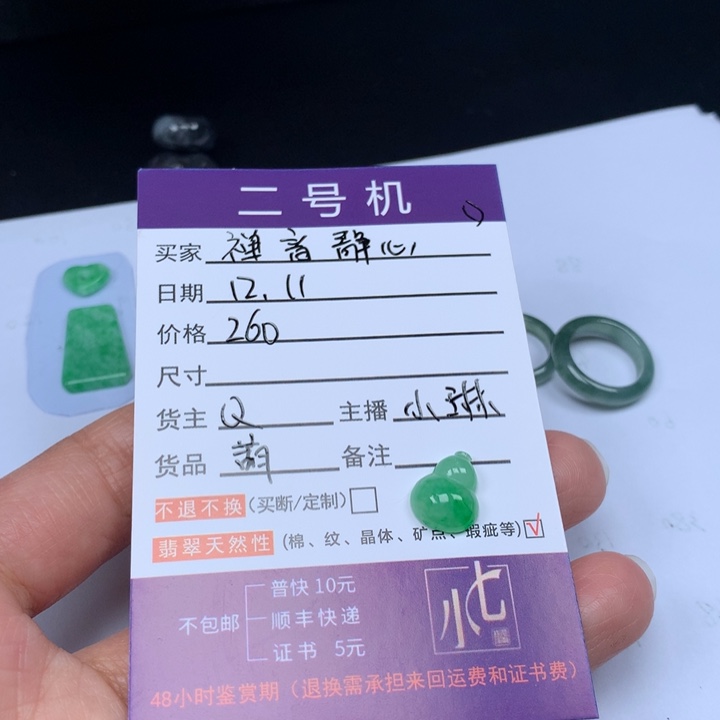 二号机
买家 禅音静心
日期 12.11
价格 260
尺寸
货主 Q 主播 小琳
货品 葫 备注
不退不换(买断/定制)
翡翠天然性(棉、纹、晶体、矿点、瑕疵等)
普快 10元
不包邮 顺丰快递
证书 5元
小七
48小时鉴赏期(退换需承担来回运费和证书费)